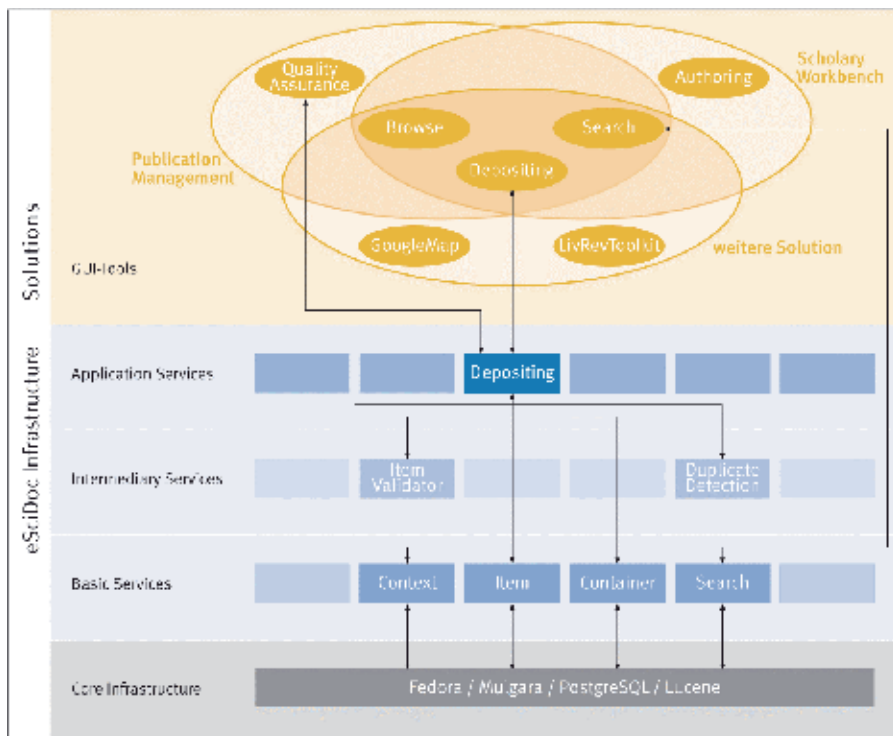 Quality
Assurance
Authoring
Scholary
Workbench
Browse
Search
Publication
Management
Depositing
GoogleMap
LivRevToolkit
weitere Solution
GUI-Tools
Solutions
Application Services
Depositing
eSciDoc Infrastructure
Intermediary Services
Item
Validator
Duplicate
Detection
Basic Services
Context
Item
Container
Search
Core Infrastructure
Fedora / Mulgara / PostgreSQL / Lucene